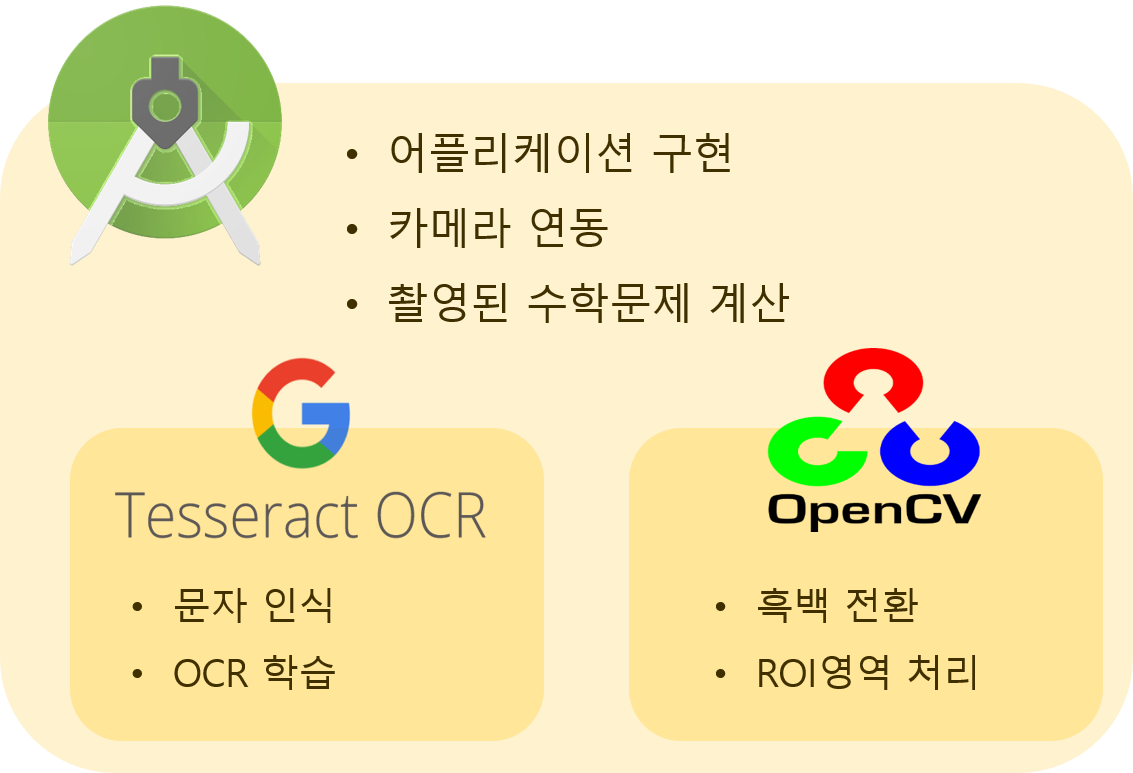 • 어플리케이션 구현
• 카메라 연동
• 촬영된 수학문제 계산
Tesseract OCR
• 문자 인식
• OCR 학습
OpenCV
• 흑백 전환
• ROI영역 처리